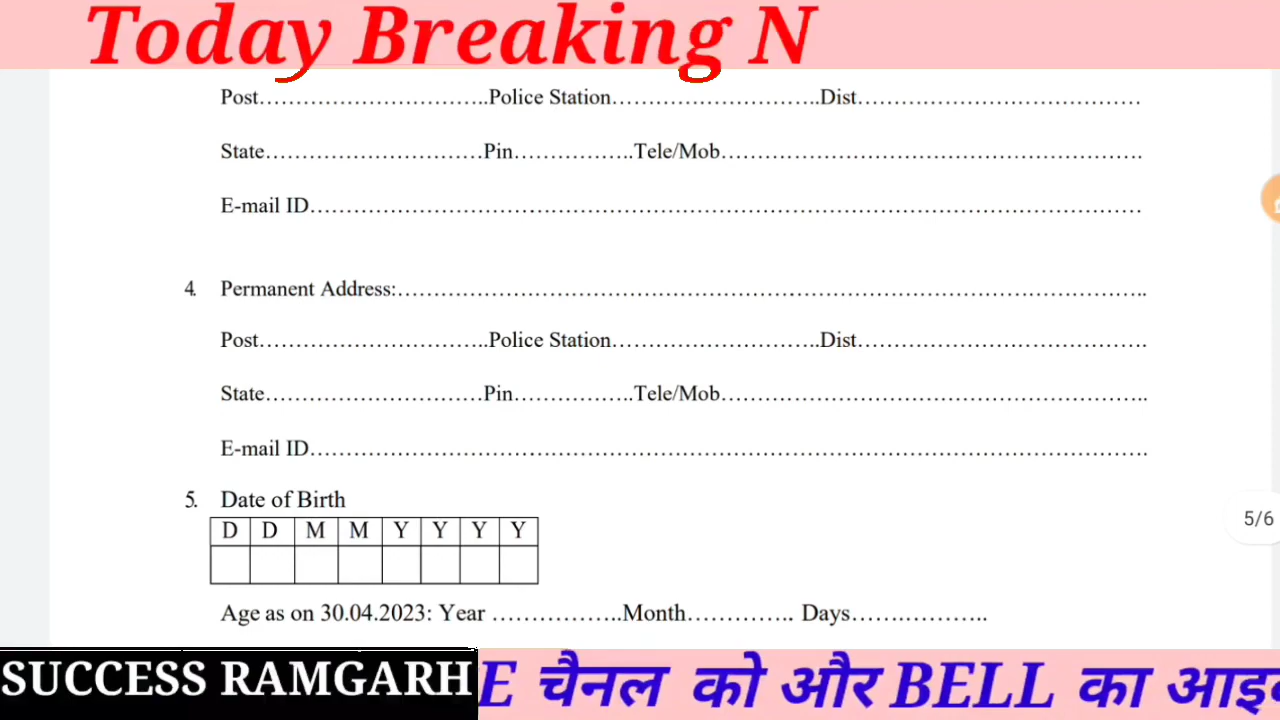 Today Breaking N
Post……………………………..Police Station………………………..Dist…………………………………
State…………………………Pin……………..Tele/Mob………………………………………………….
E-mail ID……………………………………………………………………………………………………
4. Permanent Address:…………………………………………………………………………………………..
Post……………………………..Police Station………………………..Dist………………………………….
State…………………………Pin……………..Tele/Mob…………………………………………………..
E-mail ID…………………………………………………………………………………………………….
5. Date of Birth
D D M M Y Y Y Y
5/6
Age as on 30.04.2023: Year ……………..Month………….. Days……..………..
SUCCESS RAMGARH E चैनल को और BELL का